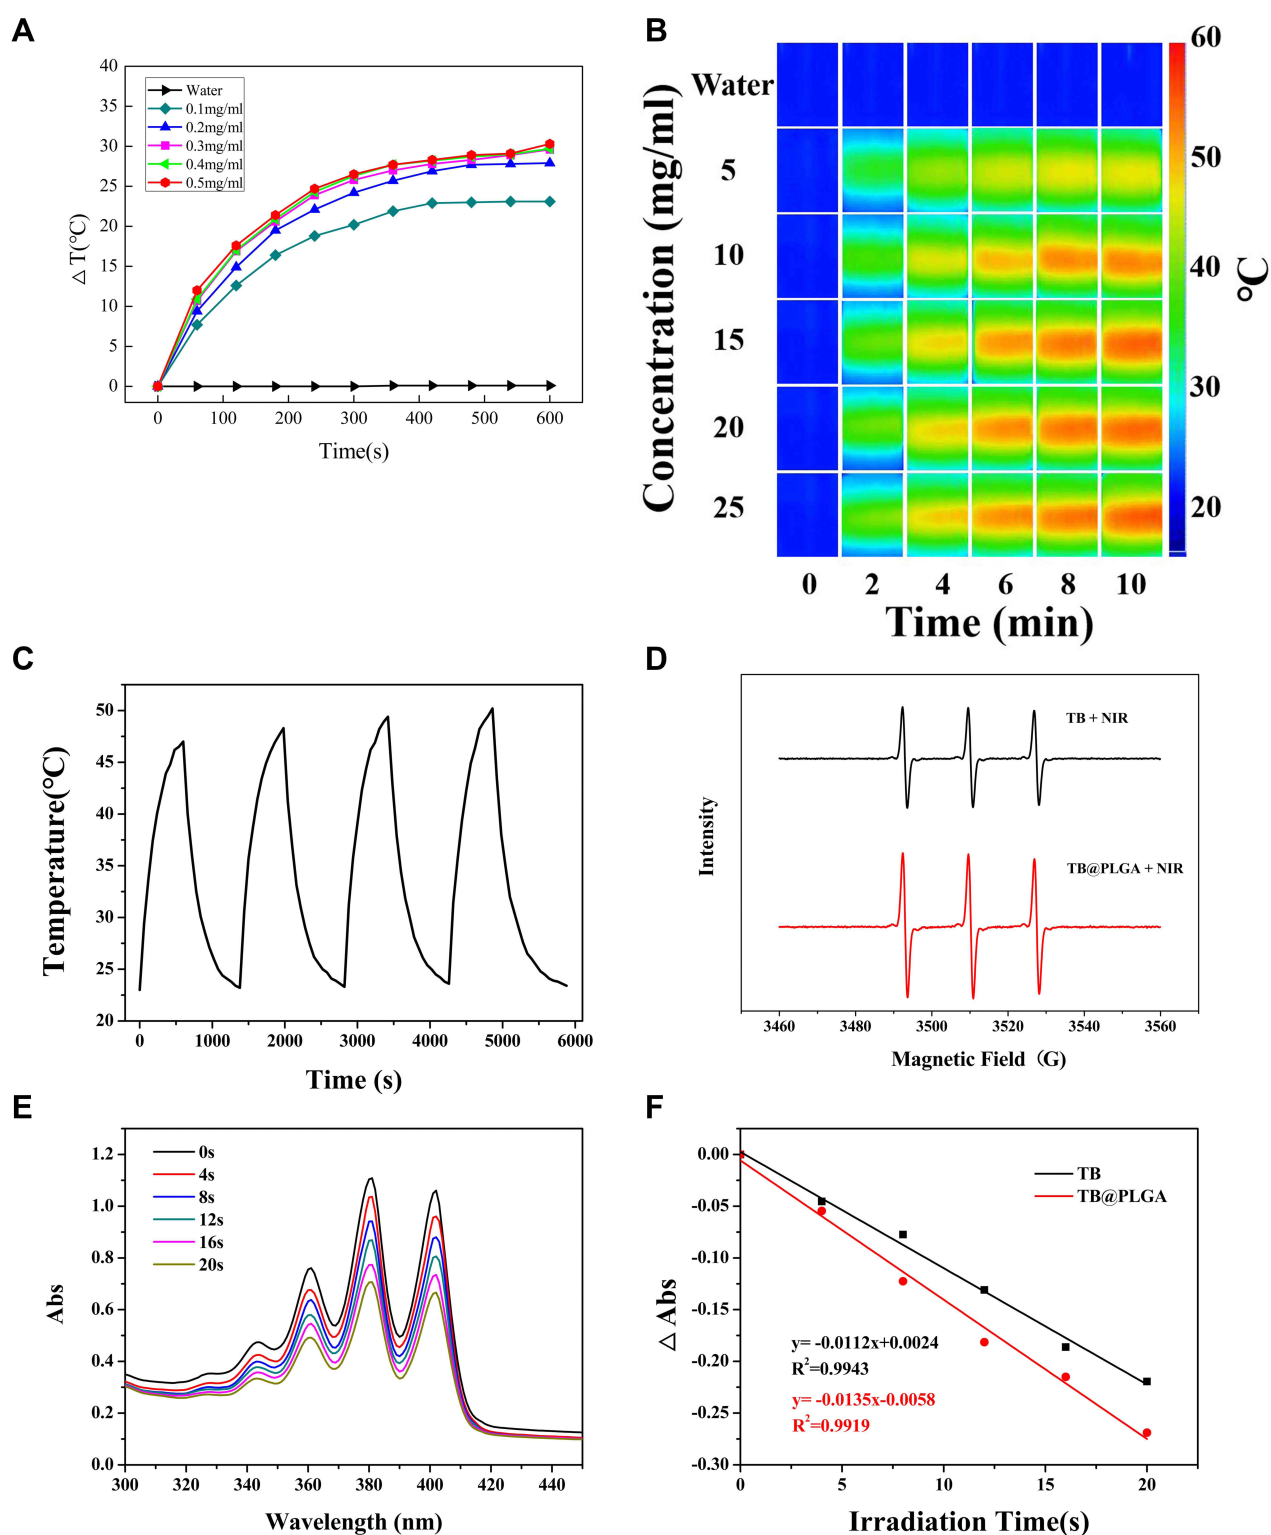 A
△ T(℃)
40
35
30
25
20
15
10
5
0
Water
0.1mg/ml
0.2mg/ml
0.3mg/ml
0.4mg/ml
0.5mg/ml
0 100 200 300 400 500 600
Time(s)
B
Concentration (mg/ml)
Water
5
10
15
20
25
0 2 4 6 8 10
Time (min)
60
50
40
30
20
°C
C
Temperature(°C)
50
45
40
35
30
25
20
0 1000 2000 3000 4000 5000 6000
Time (s)
D
Intensity
TB + NIR
TB@PLGA + NIR
3460 3480 3500 3520 3540 3560
Magnetic Field (G)
E
Abs
1.2
1.0
0.8
0.6
0.4
0.2
0.0
0s
4s
8s
12s
16s
20s
300 320 340 360 380 400 420 440
Wavelength (nm)
F
△ Abs
0.00
-0.05
-0.10
-0.15
-0.20
-0.25
-0.30
TB
TB@PLGA
y= -0.0112x+0.0024
R²=0.9943
y= -0.0135x-0.0058
R²=0.9919
0 5 10 15 20
Irradiation Time(s)